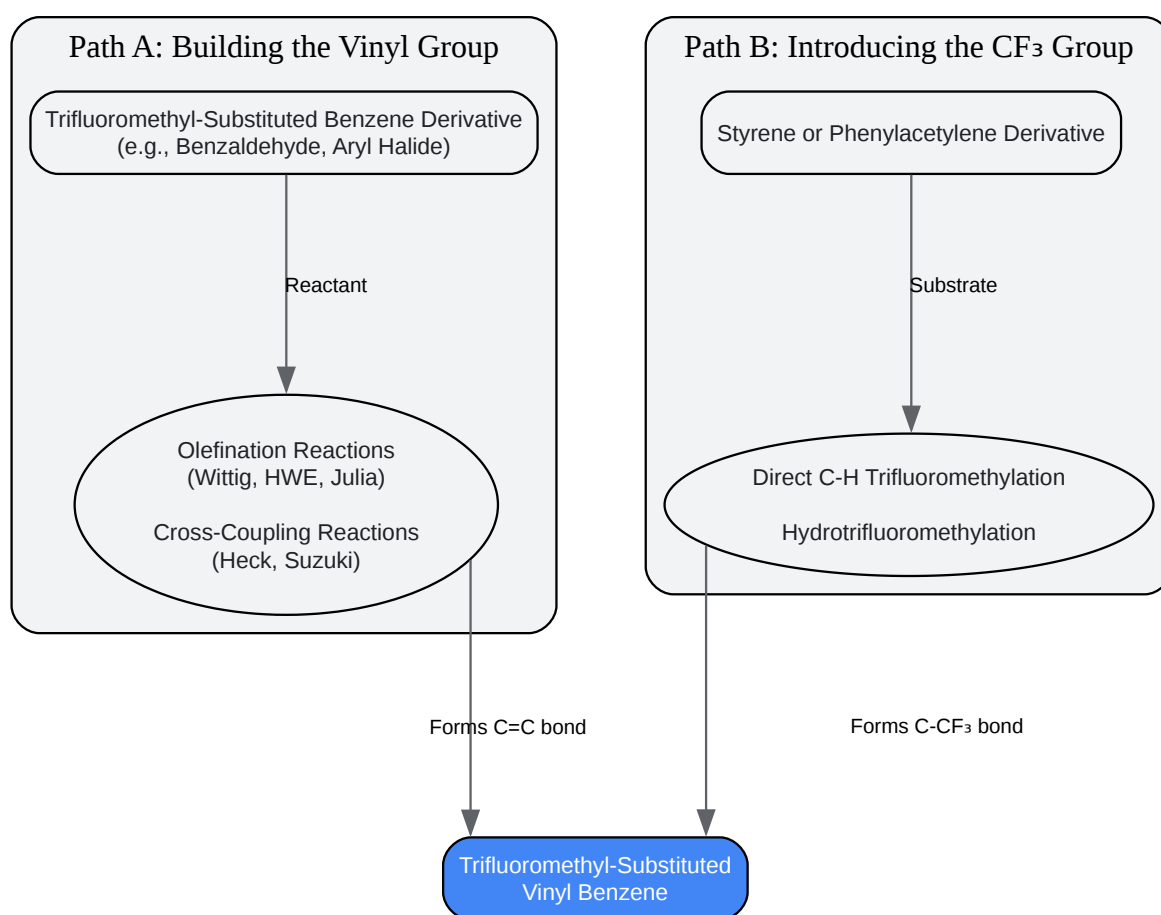 Path A: Building the Vinyl Group
Trifluoromethyl-Substituted Benzene Derivative
(e.g., Benzaldehyde, Aryl Halide)
Reactant
Olefination Reactions
(Wittig, HWE, Julia)
Cross-Coupling Reactions
(Heck, Suzuki)
Forms C=C bond
Path B: Introducing the CF₃ Group
Styrene or Phenylacetylene Derivative
Substrate
Direct C-H Trifluoromethylation
Hydrotrifluoromethylation
Forms C-CF₃ bond
Trifluoromethyl-Substituted
Vinyl Benzene